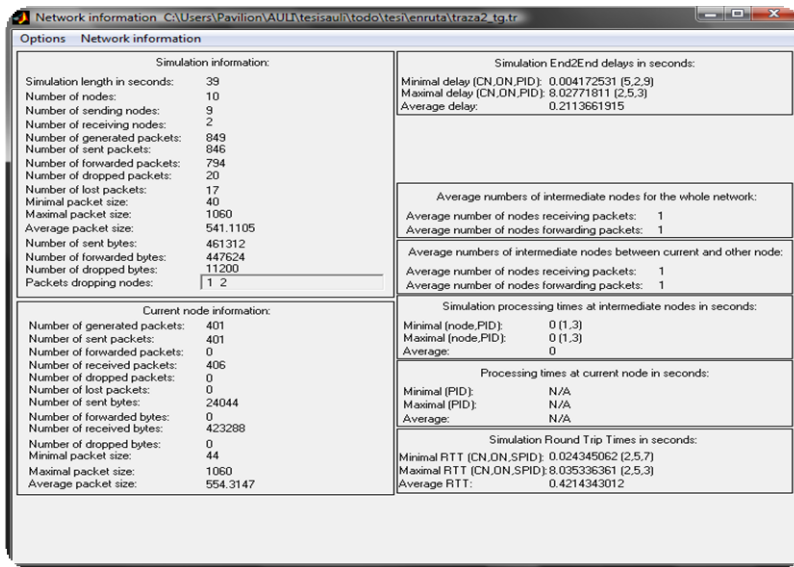 Network information C:\Users\Pavilion\AULI\tesisauli\todo\tesi\enruta\traza2_tg.tr
Options Network information
Simulation information:
Simulation length in seconds: 39
Number of nodes: 10
Number of sending nodes: 9
Number of receiving nodes: 2
Number of generated packets: 849
Number of sent packets: 846
Number of forwarded packets: 794
Number of dropped packets: 20
Number of lost packets: 17
Minimal packet size: 40
Maximal packet size: 1060
Average packet size: 541.1105
Number of sent bytes: 461312
Number of forwarded bytes: 447624
Number of dropped bytes: 11200
Packets dropping nodes: 1 2
Current node information:
Number of generated packets: 401
Number of sent packets: 401
Number of forwarded packets: 0
Number of received packets: 406
Number of dropped packets: 0
Number of lost packets: 0
Number of sent bytes: 24044
Number of forwarded bytes: 0
Number of received bytes: 423288
Number of dropped bytes: 0
Minimal packet size: 44
Maximal packet size: 1060
Average packet size: 554.3147
Simulation End2End delays in seconds:
Minimal delay (CN,ON,PID): 0.004172531 (5,2,9)
Maximal delay (CN,ON,PID): 8.02771811 (2,5,3)
Average delay: 0.2113661915
Average numbers of intermediate nodes for the whole network:
Average number of nodes receiving packets: 1
Average number of nodes forwarding packets: 1
Average numbers of intermediate nodes between current and other node:
Average number of nodes receiving packets: 1
Average number of nodes forwarding packets: 1
Simulation processing times at intermediate nodes in seconds:
Minimal (node,PID): 0 (1,3)
Maximal (node,PID): 0 (1,3)
Average: 0
Processing times at current node in seconds:
Minimal (PID): N/A
Maximal (PID): N/A
Average: N/A
Simulation Round Trip Times in seconds:
Minimal RTT (CN,ON,SPID): 0.024345062 (2,5,7)
Maximal RTT (CN,ON,SPID): 8.035336361 (2,5,3)
Average RTT: 0.4214343012